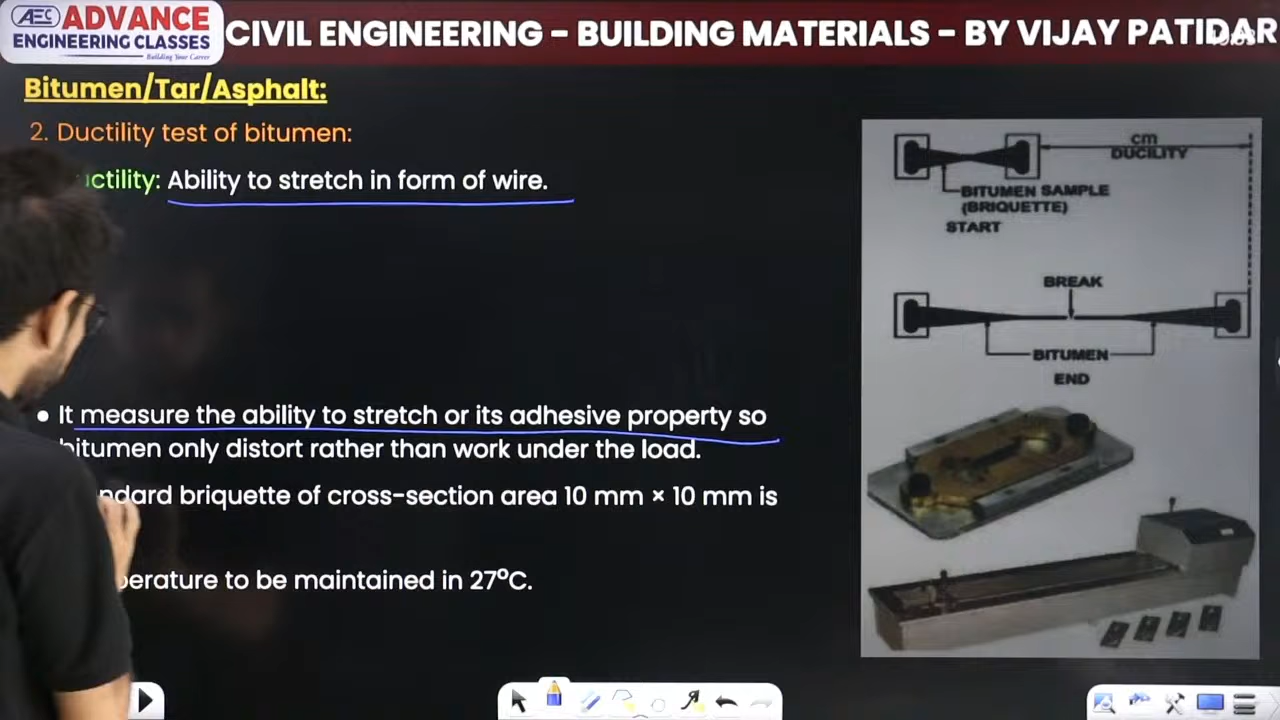 AEC ADVANCE
ENGINEERING CLASSES
Building Your Career
CIVIL ENGINEERING - BUILDING MATERIALS - BY VIJAY PATIDAR
Bitumen/Tar/Asphalt:
2. Ductility test of bitumen:
uctility: Ability to stretch in form of wire.
• It measure the ability to stretch or its adhesive property so
bitumen only distort rather than work under the load.
ndard briquette of cross-section area 10 mm × 10 mm is
perature to be maintained in 27°C.
cm
DUCILITY
BITUMEN SAMPLE
(BRIQUETTE)
START
BREAK
BITUMEN
END